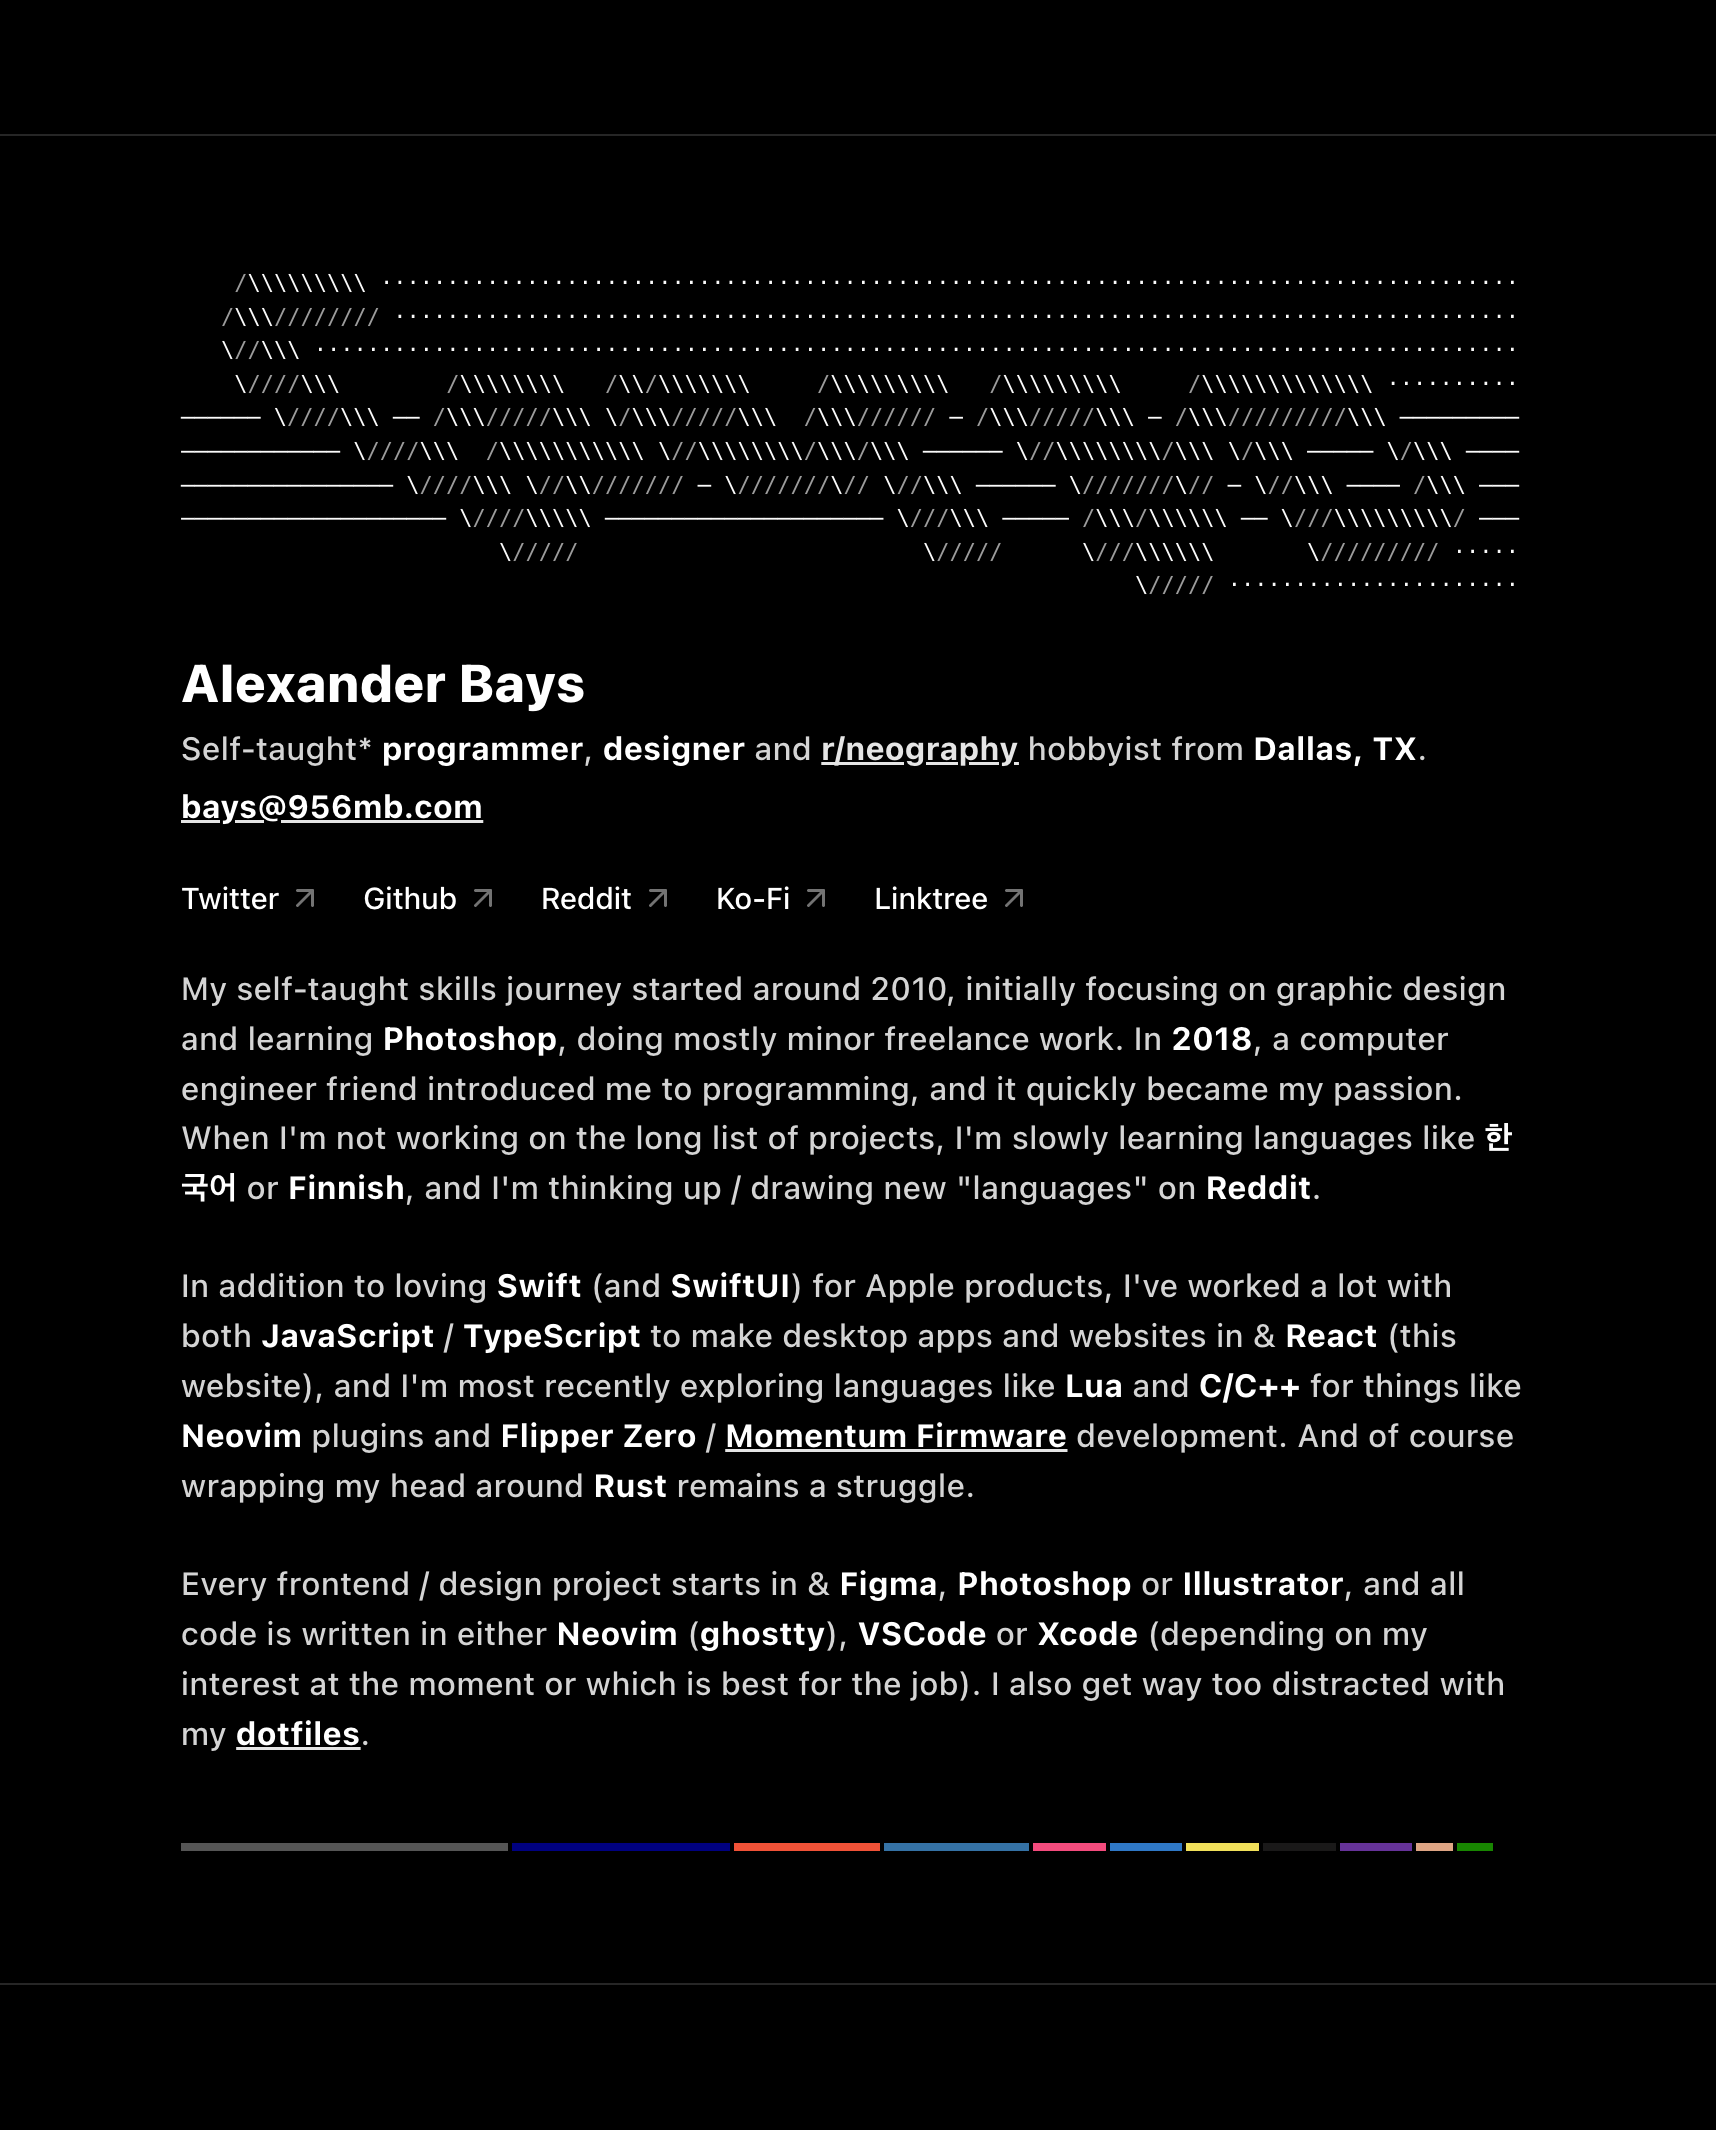 Alexander Bays
Self-taught* programmer, designer and r/neography hobbyist from Dallas, TX.
bays@956mb.com
Twitter
Github
Reddit
Ko-Fi
Linktree
My self-taught skills journey started around 2010, initially focusing on graphic design
and learning Photoshop, doing mostly minor freelance work. In 2018, a computer
engineer friend introduced me to programming, and it quickly became my passion.
When I'm not working on the long list of projects, I'm slowly learning languages like 한
국어 or Finnish, and I'm thinking up / drawing new "languages" on Reddit.
In addition to loving Swift (and SwiftUI) for Apple products, I've worked a lot with
both JavaScript / TypeScript to make desktop apps and websites in & React (this
website), and I'm most recently exploring languages like Lua and C/C++ for things like
Neovim plugins and Flipper Zero / Momentum Firmware development. And of course
wrapping my head around Rust remains a struggle.
Every frontend / design project starts in & Figma, Photoshop or Illustrator, and all
code is written in either Neovim (ghostty), VSCode or Xcode (depending on my
interest at the moment or which is best for the job). I also get way too distracted with
my dotfiles.